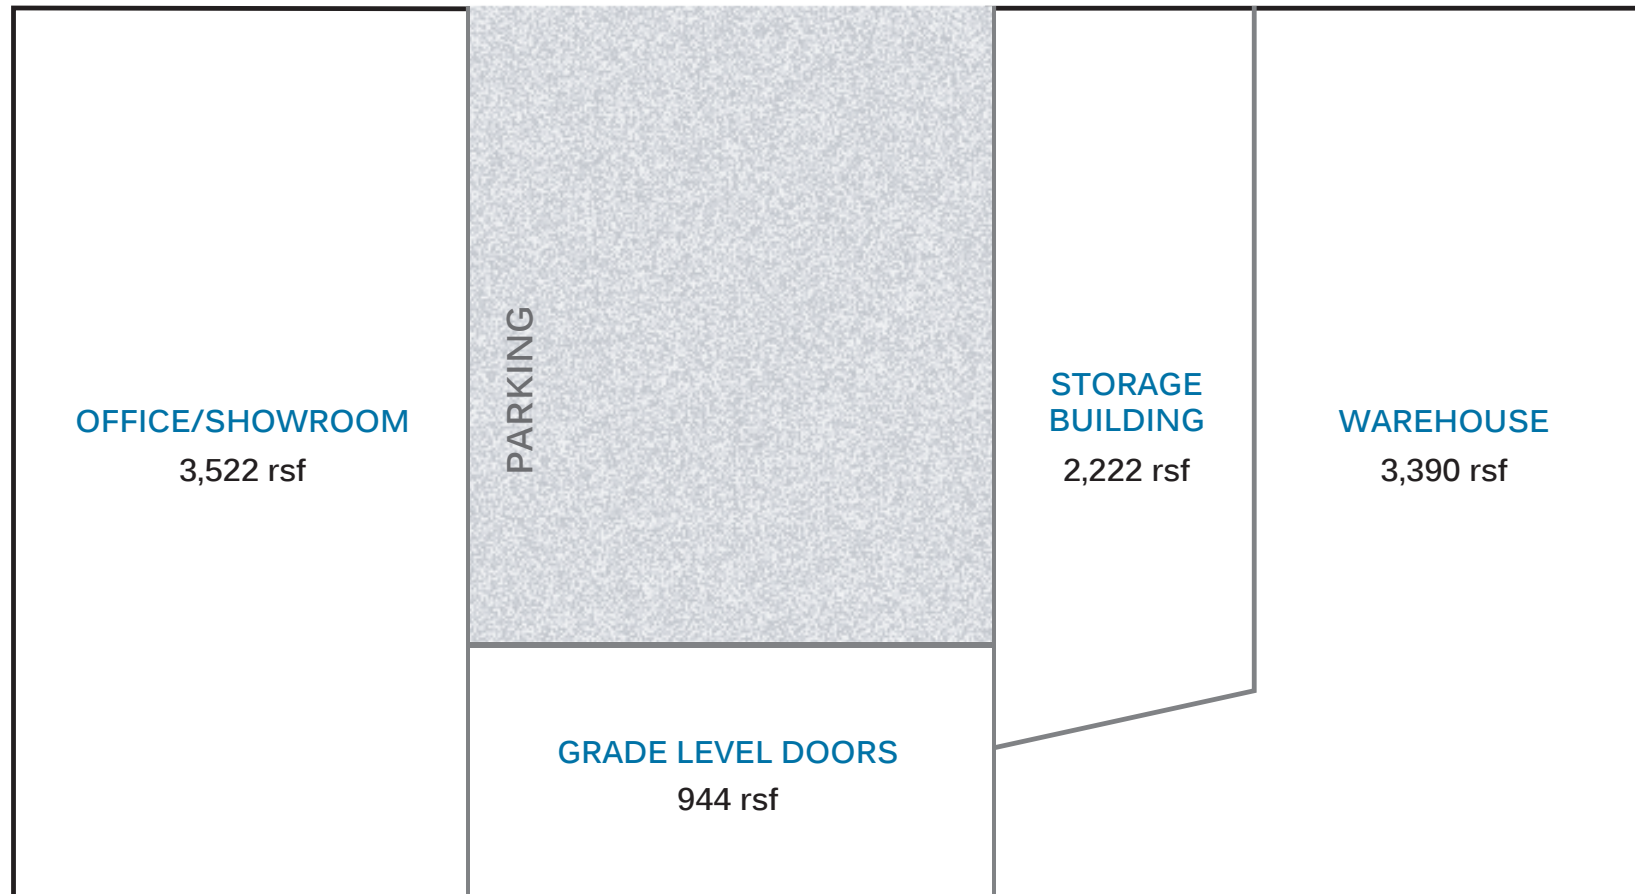 OFFICE/SHOWROOM
3,522 rsf
PARKING
GRADE LEVEL DOORS
944 rsf
STORAGE
BUILDING
2,222 rsf
WAREHOUSE
3,390 rsf